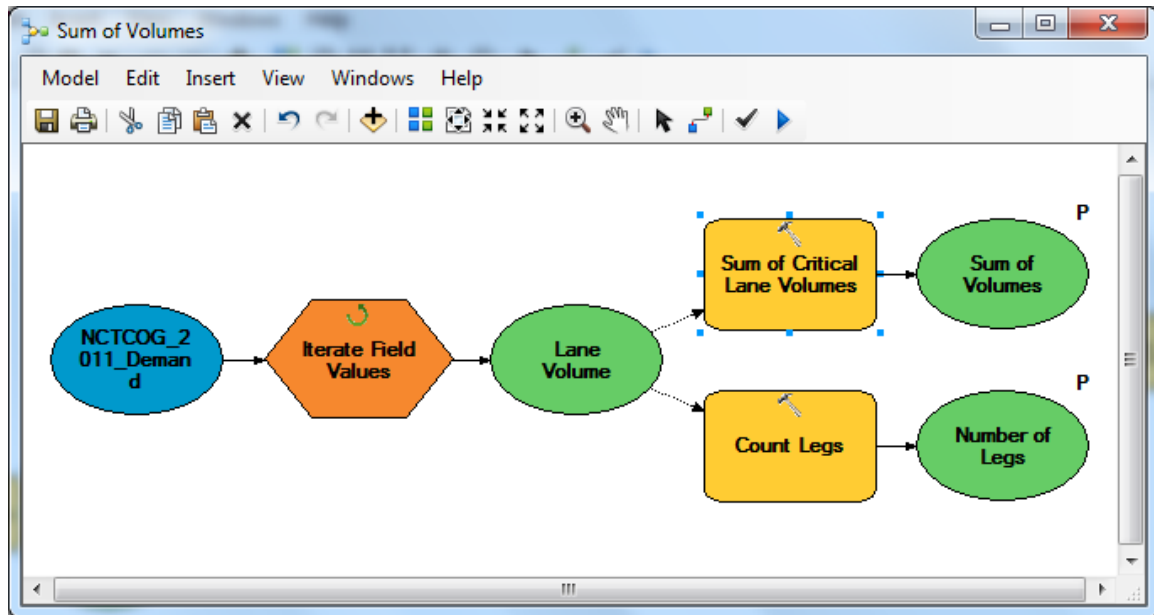 Sum of Volumes
Model Edit Insert View Windows Help
NCTCOG_2
011_Deman
d
Iterate Field
Values
Lane
Volume
Sum of Critical
Lane Volumes
P
Sum of
Volumes
Count Legs
P
Number of
Legs